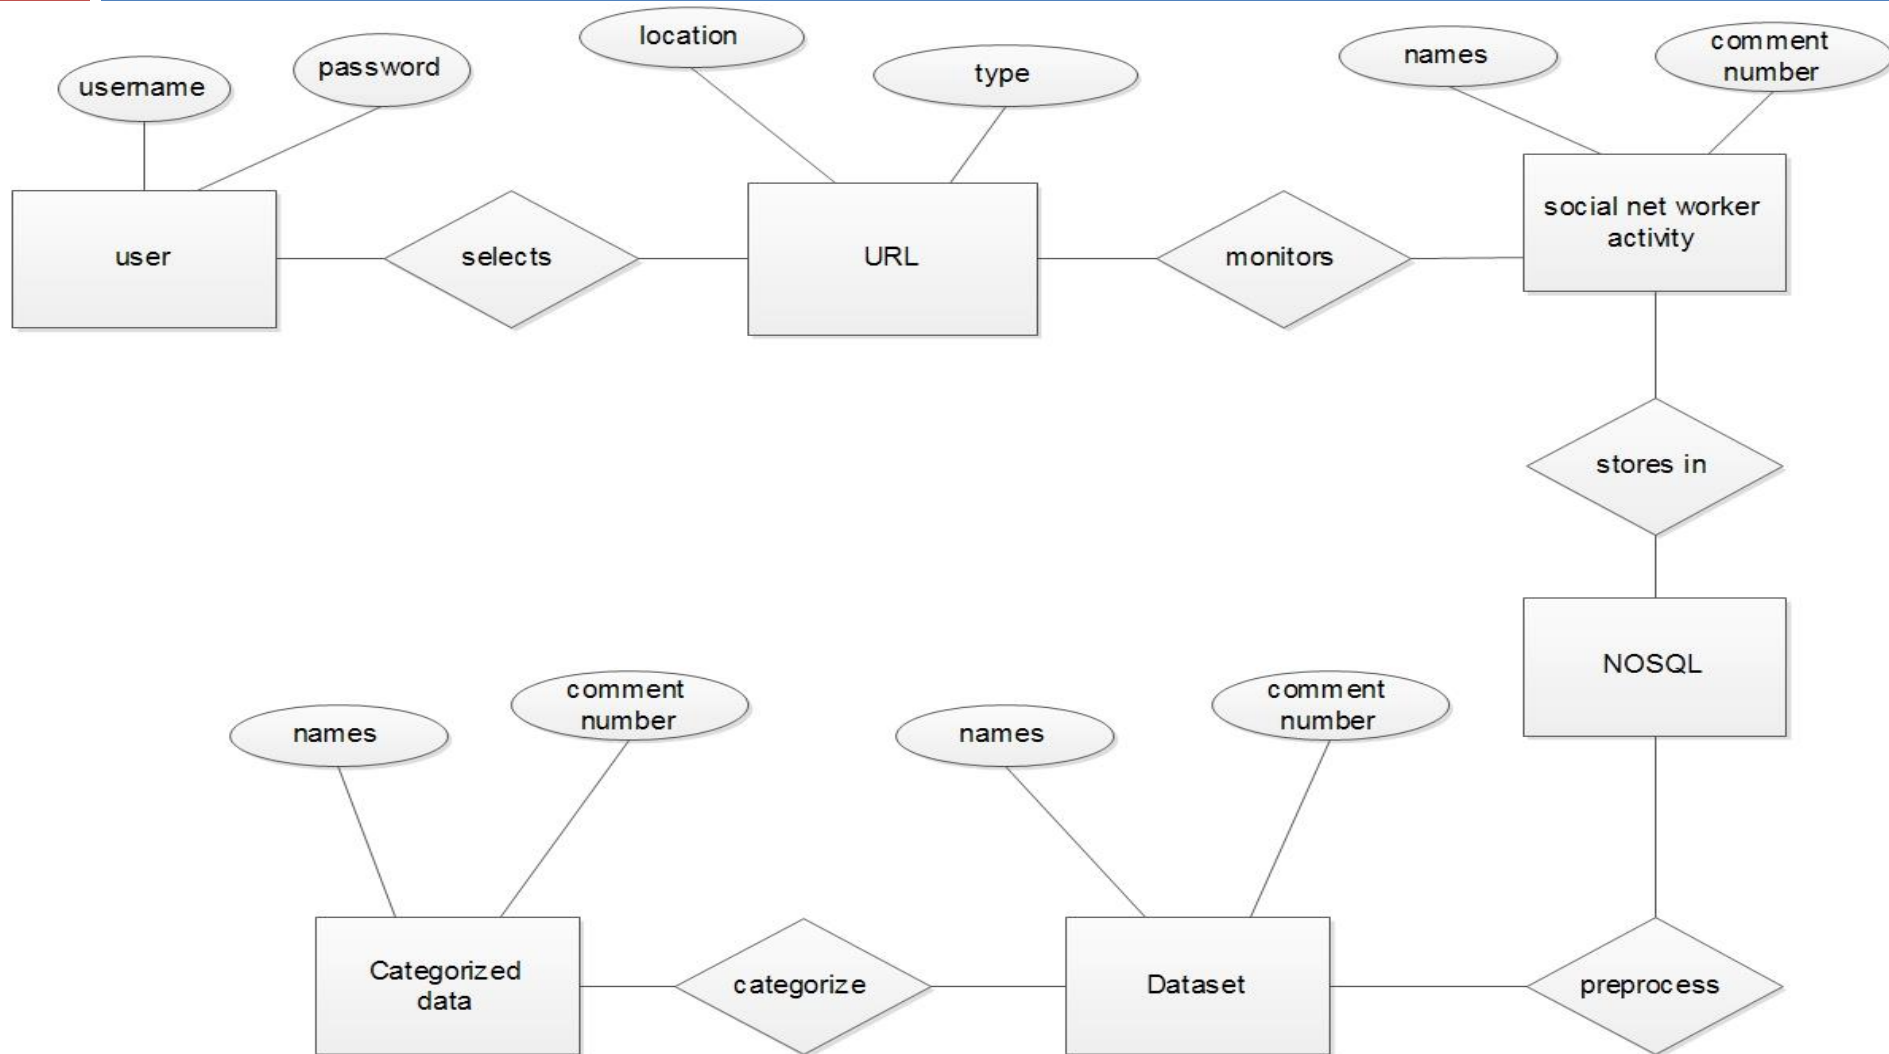 location
comment
number
names
password
type
username
social net worker
activity
user
selects
URL
monitors
stores in
NOSQL
comment
number
comment
number
names
names
Categorized
data
categorize
Dataset
preprocess